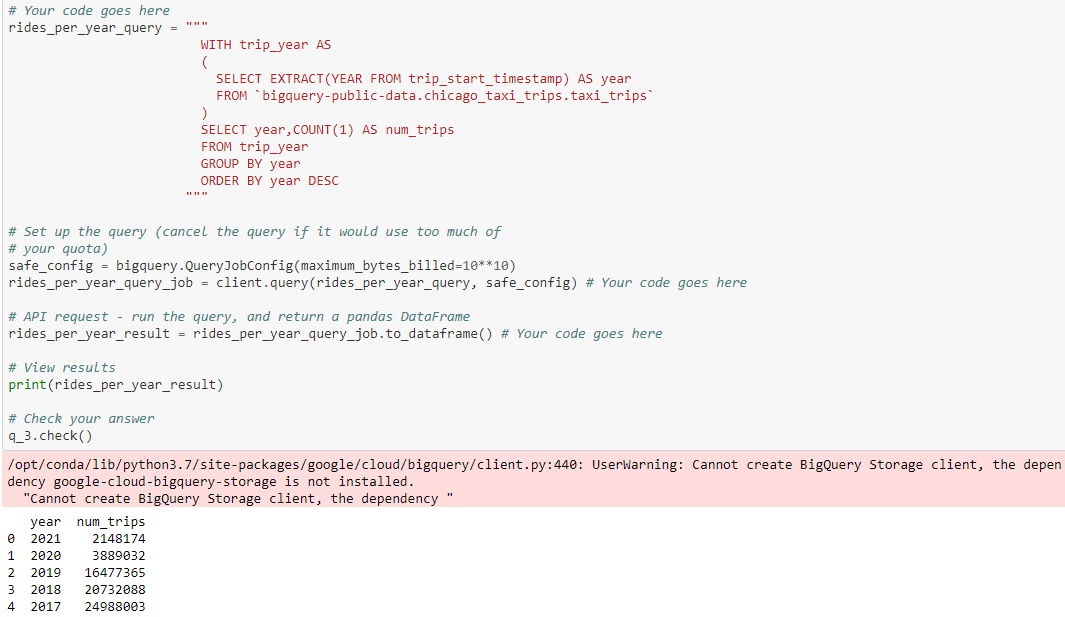 # Your code goes here
rides_per_year_query = """
WITH trip_year AS
(
SELECT EXTRACT(YEAR FROM trip_start_timestamp) AS year
FROM `bigquery-public-data.chicago_taxi_trips.taxi_trips`
)
SELECT year,COUNT(1) AS num_trips
FROM trip_year
GROUP BY year
ORDER BY year DESC
"""
# Set up the query (cancel the query if it would use too much of
# your quota)
safe_config = bigquery.QueryJobConfig(maximum_bytes_billed=10**10)
rides_per_year_query_job = client.query(rides_per_year_query, safe_config) # Your code goes here
# API request - run the query, and return a pandas DataFrame
rides_per_year_result = rides_per_year_query_job.to_dataframe() # Your code goes here
# View results
print(rides_per_year_result)
# Check your answer
q_3.check()
/opt/conda/lib/python3.7/site-packages/google/cloud/bigquery/client.py:440: UserWarning: Cannot create BigQuery Storage client, the depen
dency google-cloud-bigquery-storage is not installed.
"Cannot create BigQuery Storage client, the dependency "
year num_trips
0 2021 2148174
1 2020 3889032
2 2019 16477365
3 2018 20732088
4 2017 24988003